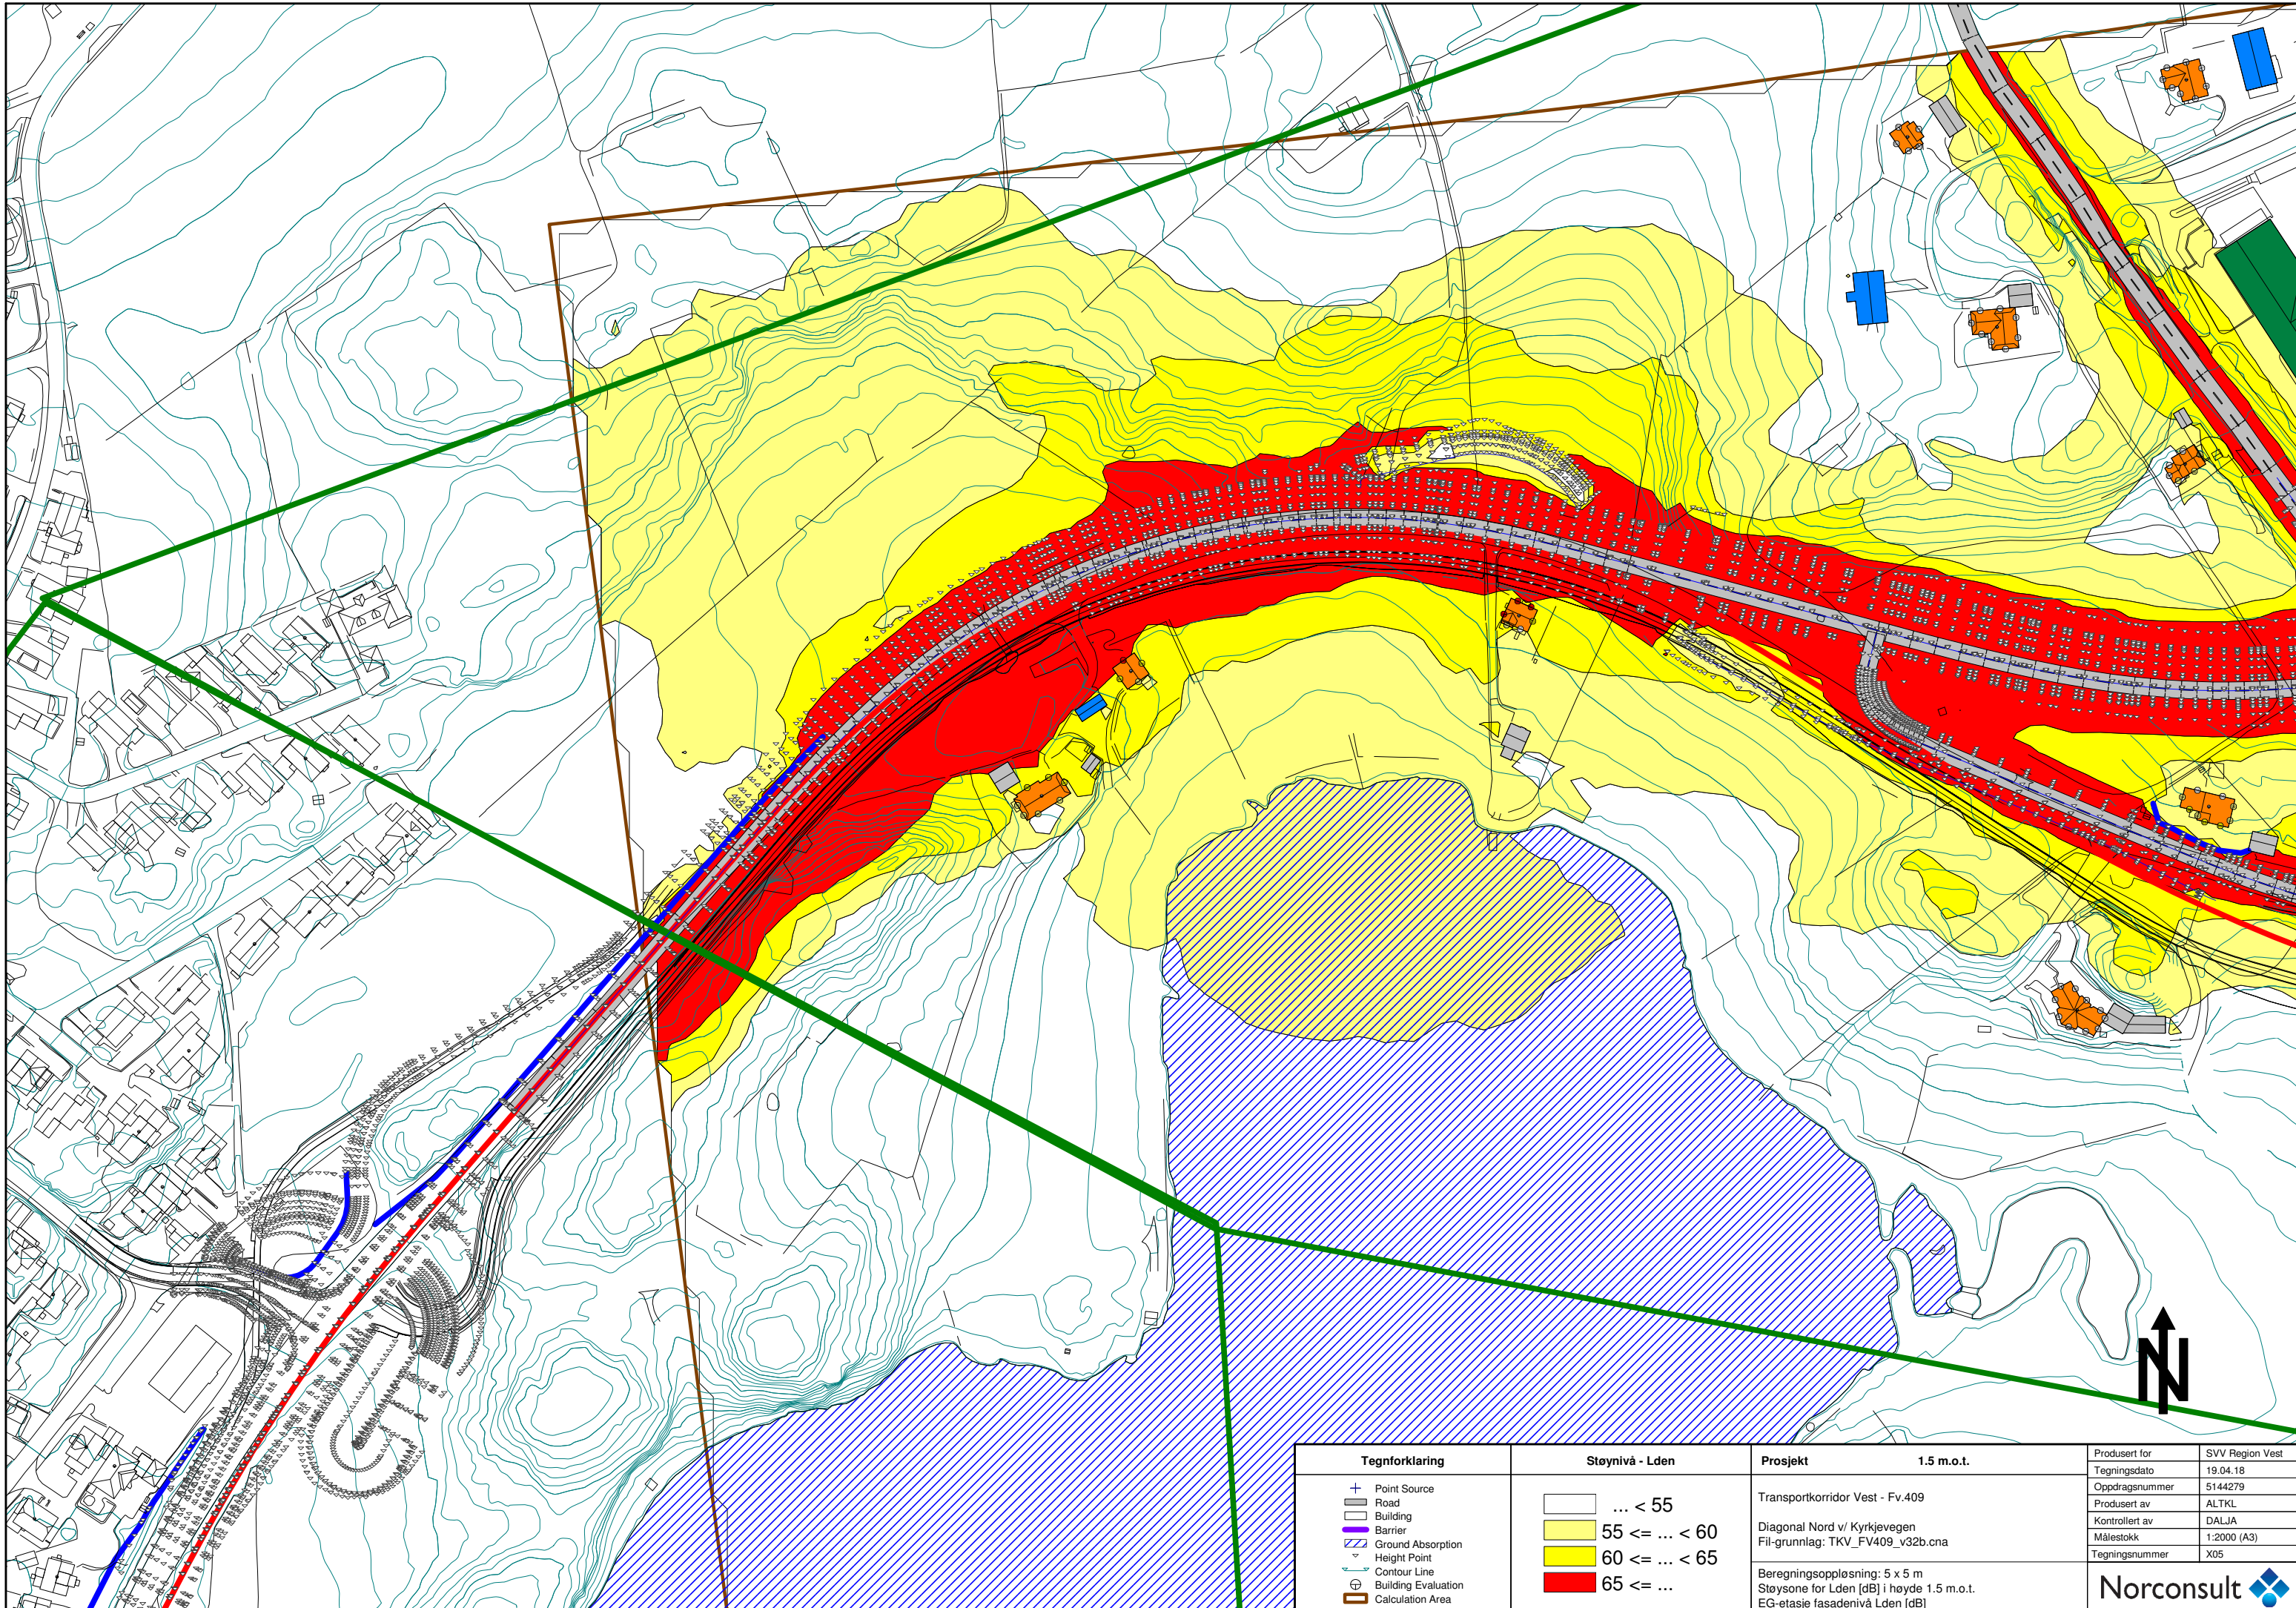 Tegnforklaring
Point Source
Road
Building
Barrier
Ground Absorption
Height Point
Contour Line
Building Evaluation
Calculation Area
Støynivå - Lden
... < 55
55 <= ... < 60
60 <= ... < 65
65 <= ...
Prosjekt 1.5 m.o.t.
Transportkorridor Vest - Fv.409
Diagonal Nord v/ Kyrkjevegen
Fil-grunnlag: TKV_FV409_v32b.cna
Beregningsoppløsning: 5 x 5 m
Støysone for Lden [dB] i høyde 1.5 m.o.t.
EG-etasje fasadenivå Lden [dB]
Produsert for SVV Region Vest
Tegningsdato 19.04.18
Oppdragsnummer 5144279
Produsert av ALTKL
Kontrollert av DALJA
Målestokk 1:2000 (A3)
Tegningsnummer X05
Norconsult
N